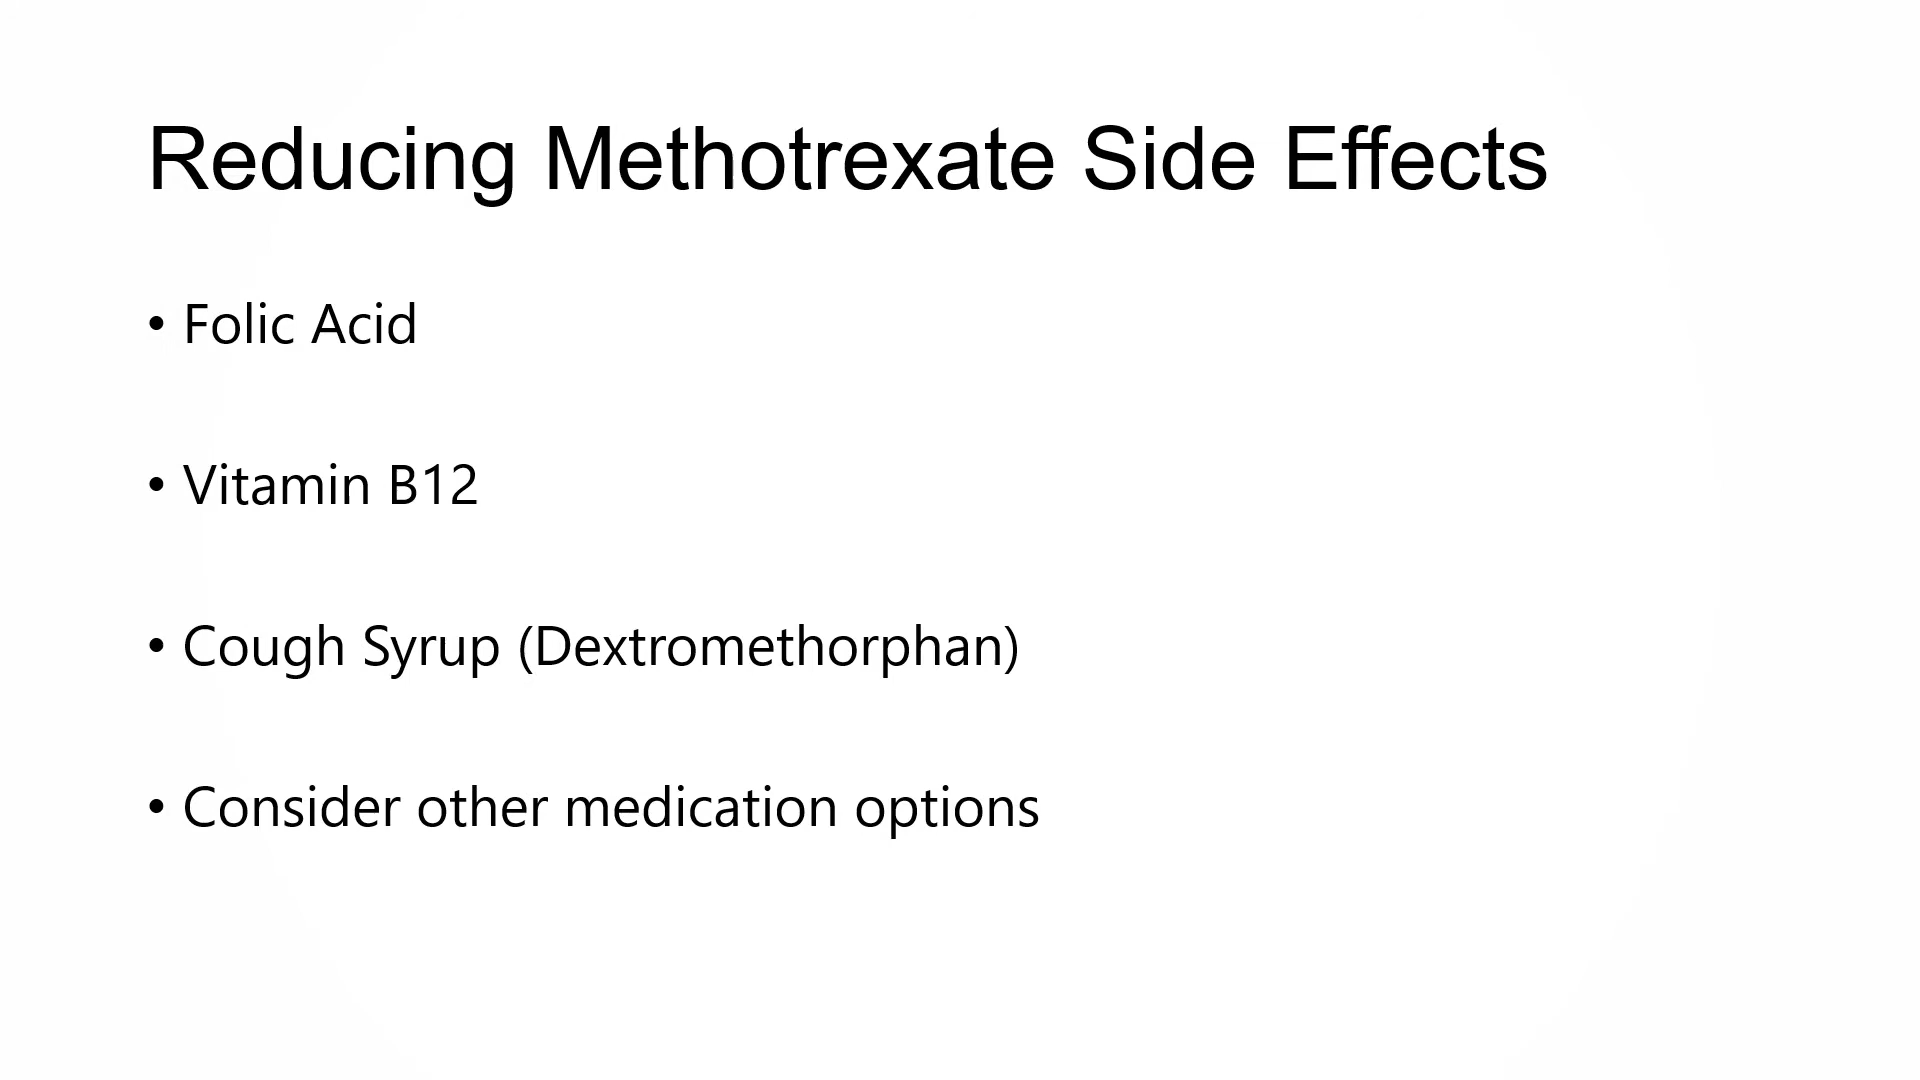 Reducing Methotrexate Side Effects
• Folic Acid
• Vitamin B12
• Cough Syrup (Dextromethorphan)
• Consider other medication options